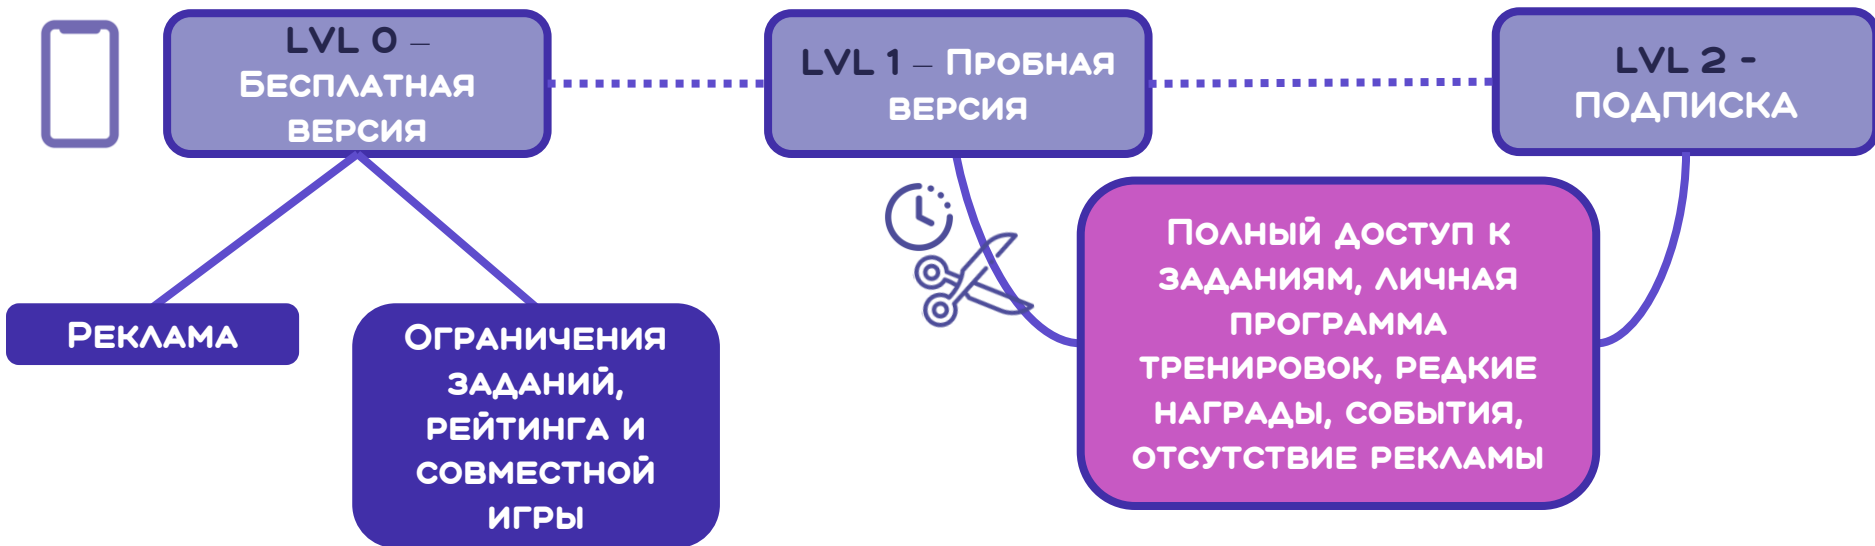 LVL 0 –
Бесплатная
версия
LVL 1 – Пробная
версия
LVL 2 -
подписка
Реклама
Ограничения
заданий,
рейтинга и
совместной
игры
Полный доступ к
заданиям, личная
программа
тренировок, редкие
награды, события,
отсутствие рекламы